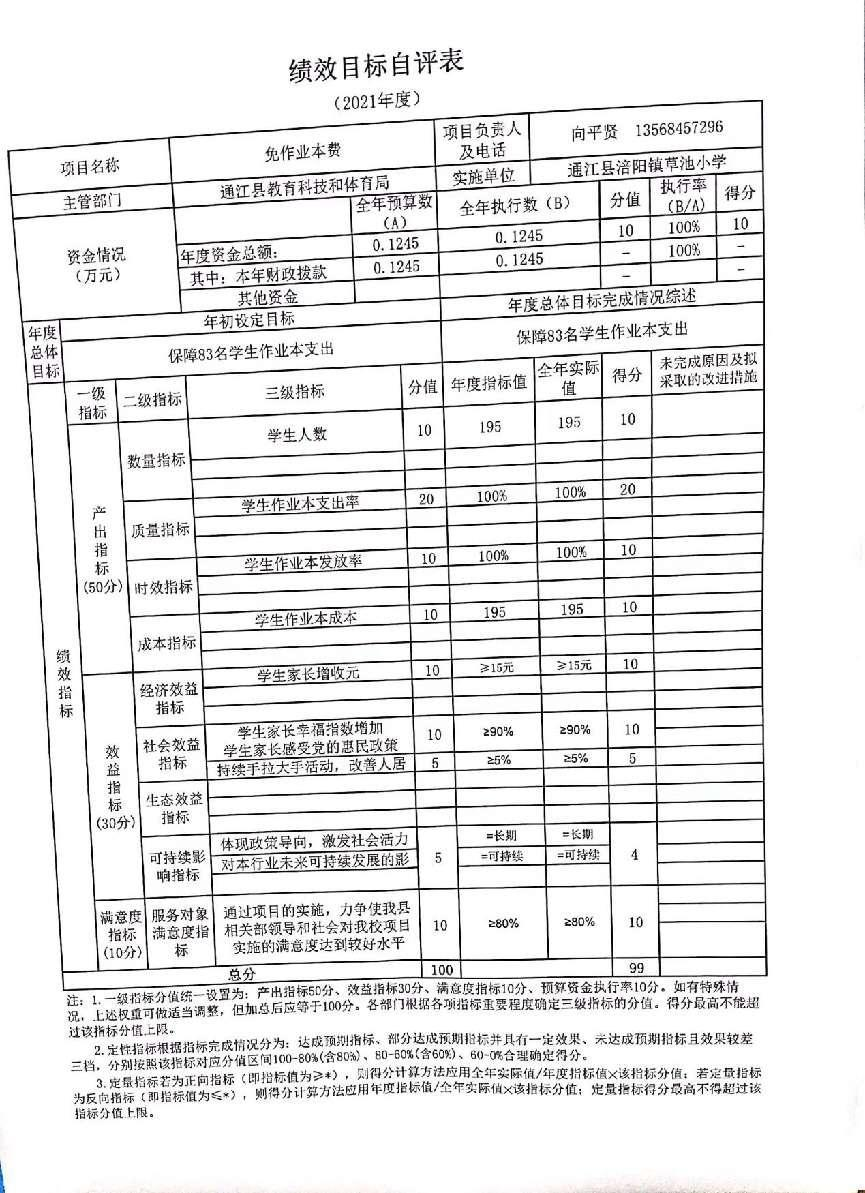 绩效目标自评表
（2021年度）
项目名称 免作业本费 项目负责人及电话 向平贤 13568457296
主管部门 通江县教育科技和体育局 实施单位 通江县涪阳镇草池小学
资金情况（万元） 全年预算数（A） 全年执行数（B） 分值 执行率（B/A） 得分
年度资金总额： 0.1245 0.1245 10 100% 10
其中：本年财政拨款 0.1245 0.1245 - 100% -
其他资金 - -
年度总体目标 年初设定目标 年度总体目标完成情况综述
保障83名学生作业本支出 保障83名学生作业本支出
绩效指标 一级指标 二级指标 三级指标 分值 年度指标值 全年实际值 得分 未完成原因及拟采取的改进措施
产出指标(50分) 数量指标 学生人数 10 195 195 10
质量指标 学生作业本支出率 20 100% 100% 20
时效指标 学生作业本发放率 10 100% 100% 10
成本指标 学生作业本成本 10 195 195 10
效益指标(30分) 经济效益指标 学生家长增收元 10 ≥15元 ≥15元 10
社会效益指标 学生家长幸福指数增加 学生家长感受党的惠民政策 10 ≥90% ≥90% 10
持续手拉大手活动，改善人居 5 ≥5% ≥5% 5
生态效益指标
可持续影响指标 体现政策导向，激发社会活力 5 =长期 =长期 4
对本行业未来可持续发展的影 =可持续 =可持续
满意度指标(10分) 服务对象满意度指标 通过项目的实施，力争使我县相关部领导和社会对我校项目实施的满意度达到较好水平 10 ≥80% ≥80% 10
总分 100 99
注：1.一级指标分值统一设置为：产出指标50分、效益指标30分、满意度指标10分、预算资金执行率10分。如有特殊情
况，上述权重可做适当调整，但加总后应等于100分。各部门根据各项指标重要程度确定三级指标的分值。得分最高不能超
过该指标分值上限。
2.定性指标根据指标完成情况分为：达成预期指标、部分达成预期指标并具有一定效果、未达成预期指标且效果较差
三档，分别按照该指标对应分值区间100-80%(含80%)、80-60%(含60%)、60-0%合理确定得分。
3.定量指标若为正向指标（即指标值为≥*），则得分计算方法应用全年实际值/年度指标值×该指标分值；若定量指标
为反向指标（即指标值为≤*），则得分计算方法应用年度指标值/全年实际值×该指标分值；定量指标得分最高不得超过该
指标分值上限。